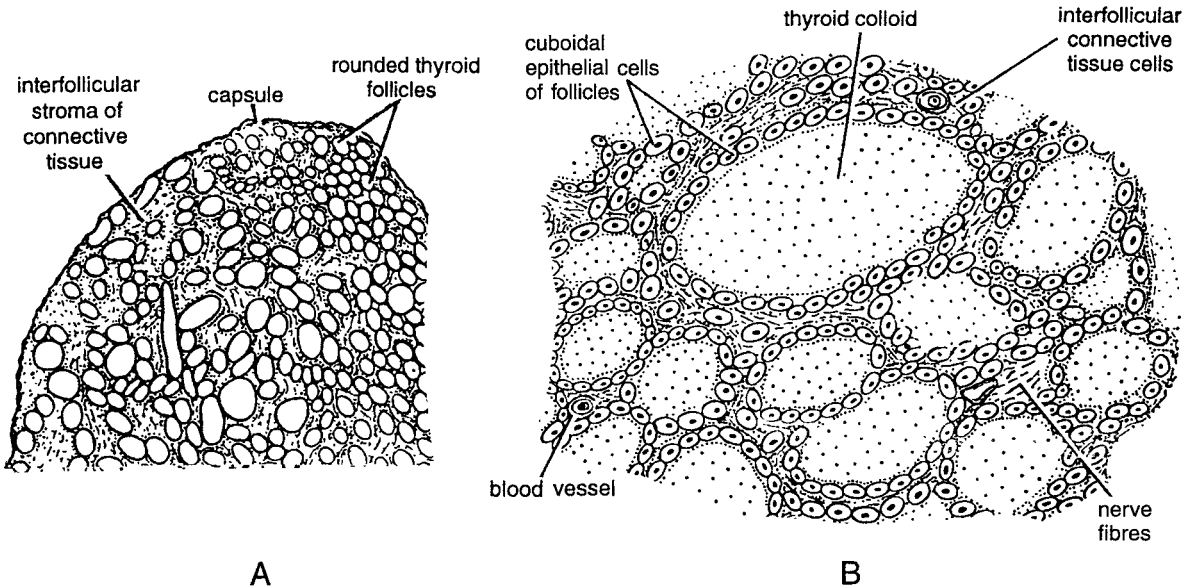 interfollicular
stroma of
connective
tissue
capsule
rounded thyroid
follicles
A
cuboidal
epithelial cells
of follicles
thyroid colloid
interfollicular
connective
tissue cells
blood vessel
nerve
fibres
B